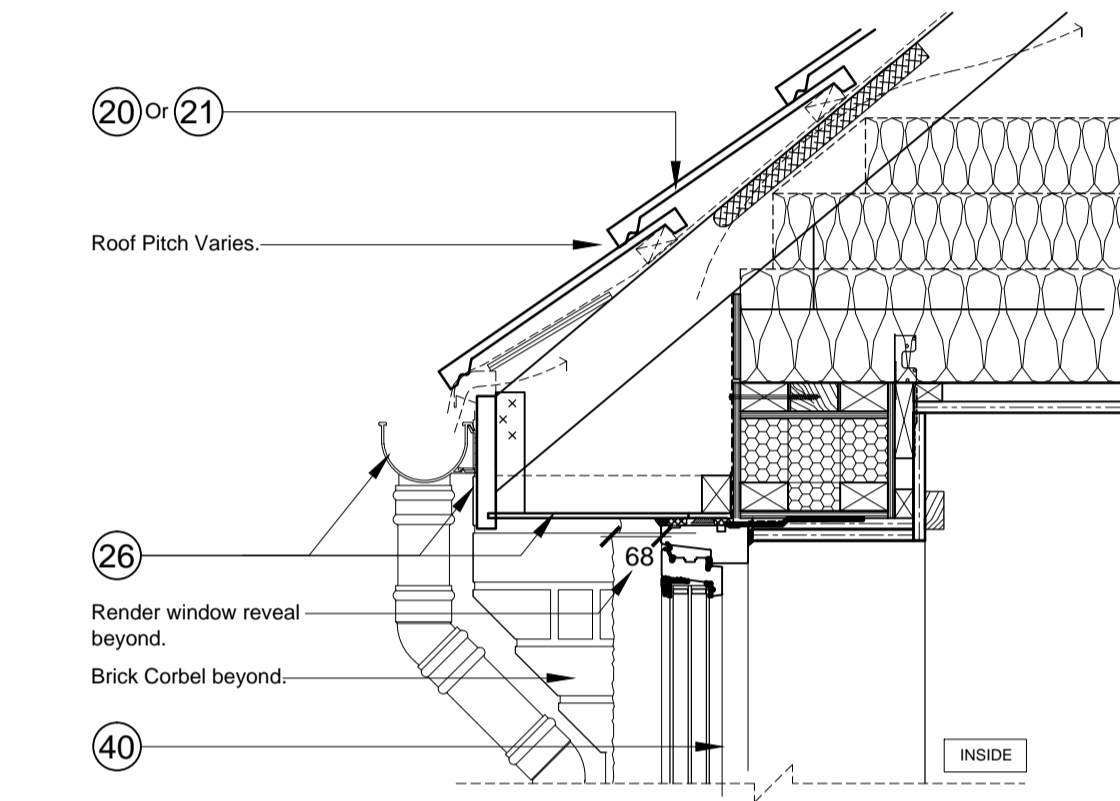 20 Or 21
Roof Pitch Varies.
26
68
Render window reveal
beyond.
Brick Corbel beyond.
40
INSIDE